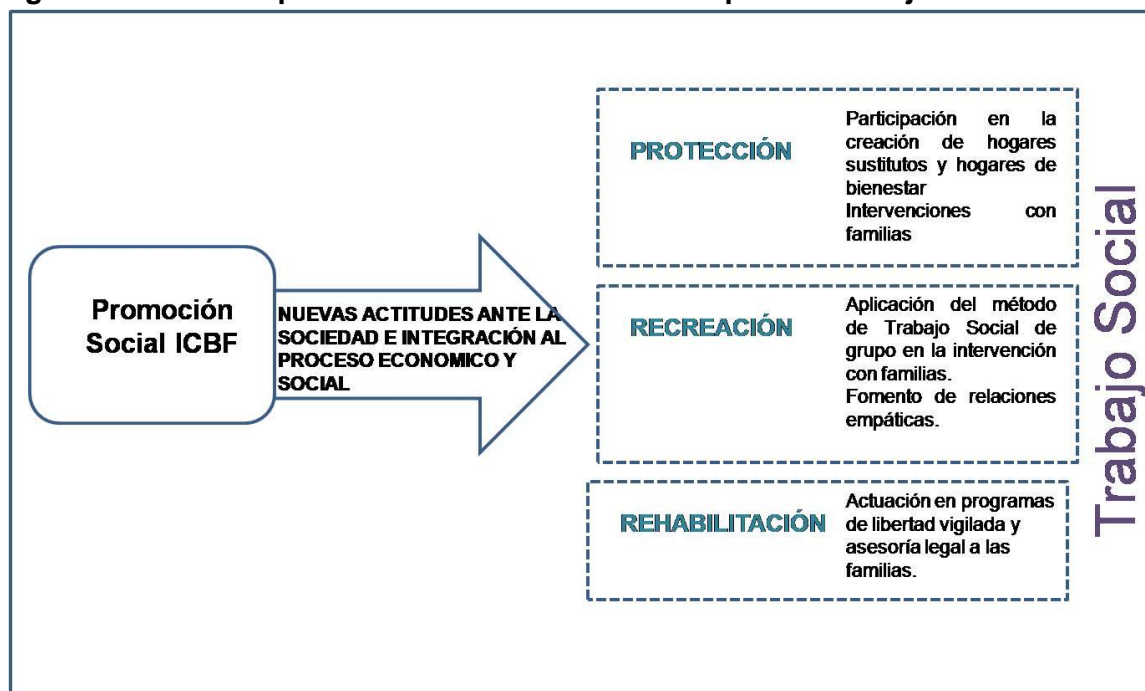 Promoción
Social ICBF
NUEVAS ACTITUDES ANTE LA
SOCIEDAD E INTEGRACIÓN AL
PROCESO ECONOMICO Y
SOCIAL
PROTECCIÓN
Participación en la
creación de hogares
sustitutos y hogares de
bienestar
Intervenciones con
familias
RECREACIÓN
Aplicación del método
de Trabajo Social de
grupo en la intervención
con familias.
Fomento de relaciones
empáticas.
REHABILITACIÓN
Actuación en programas
de libertad vigilada y
asesoría legal a las
familias.
Trabajo Social